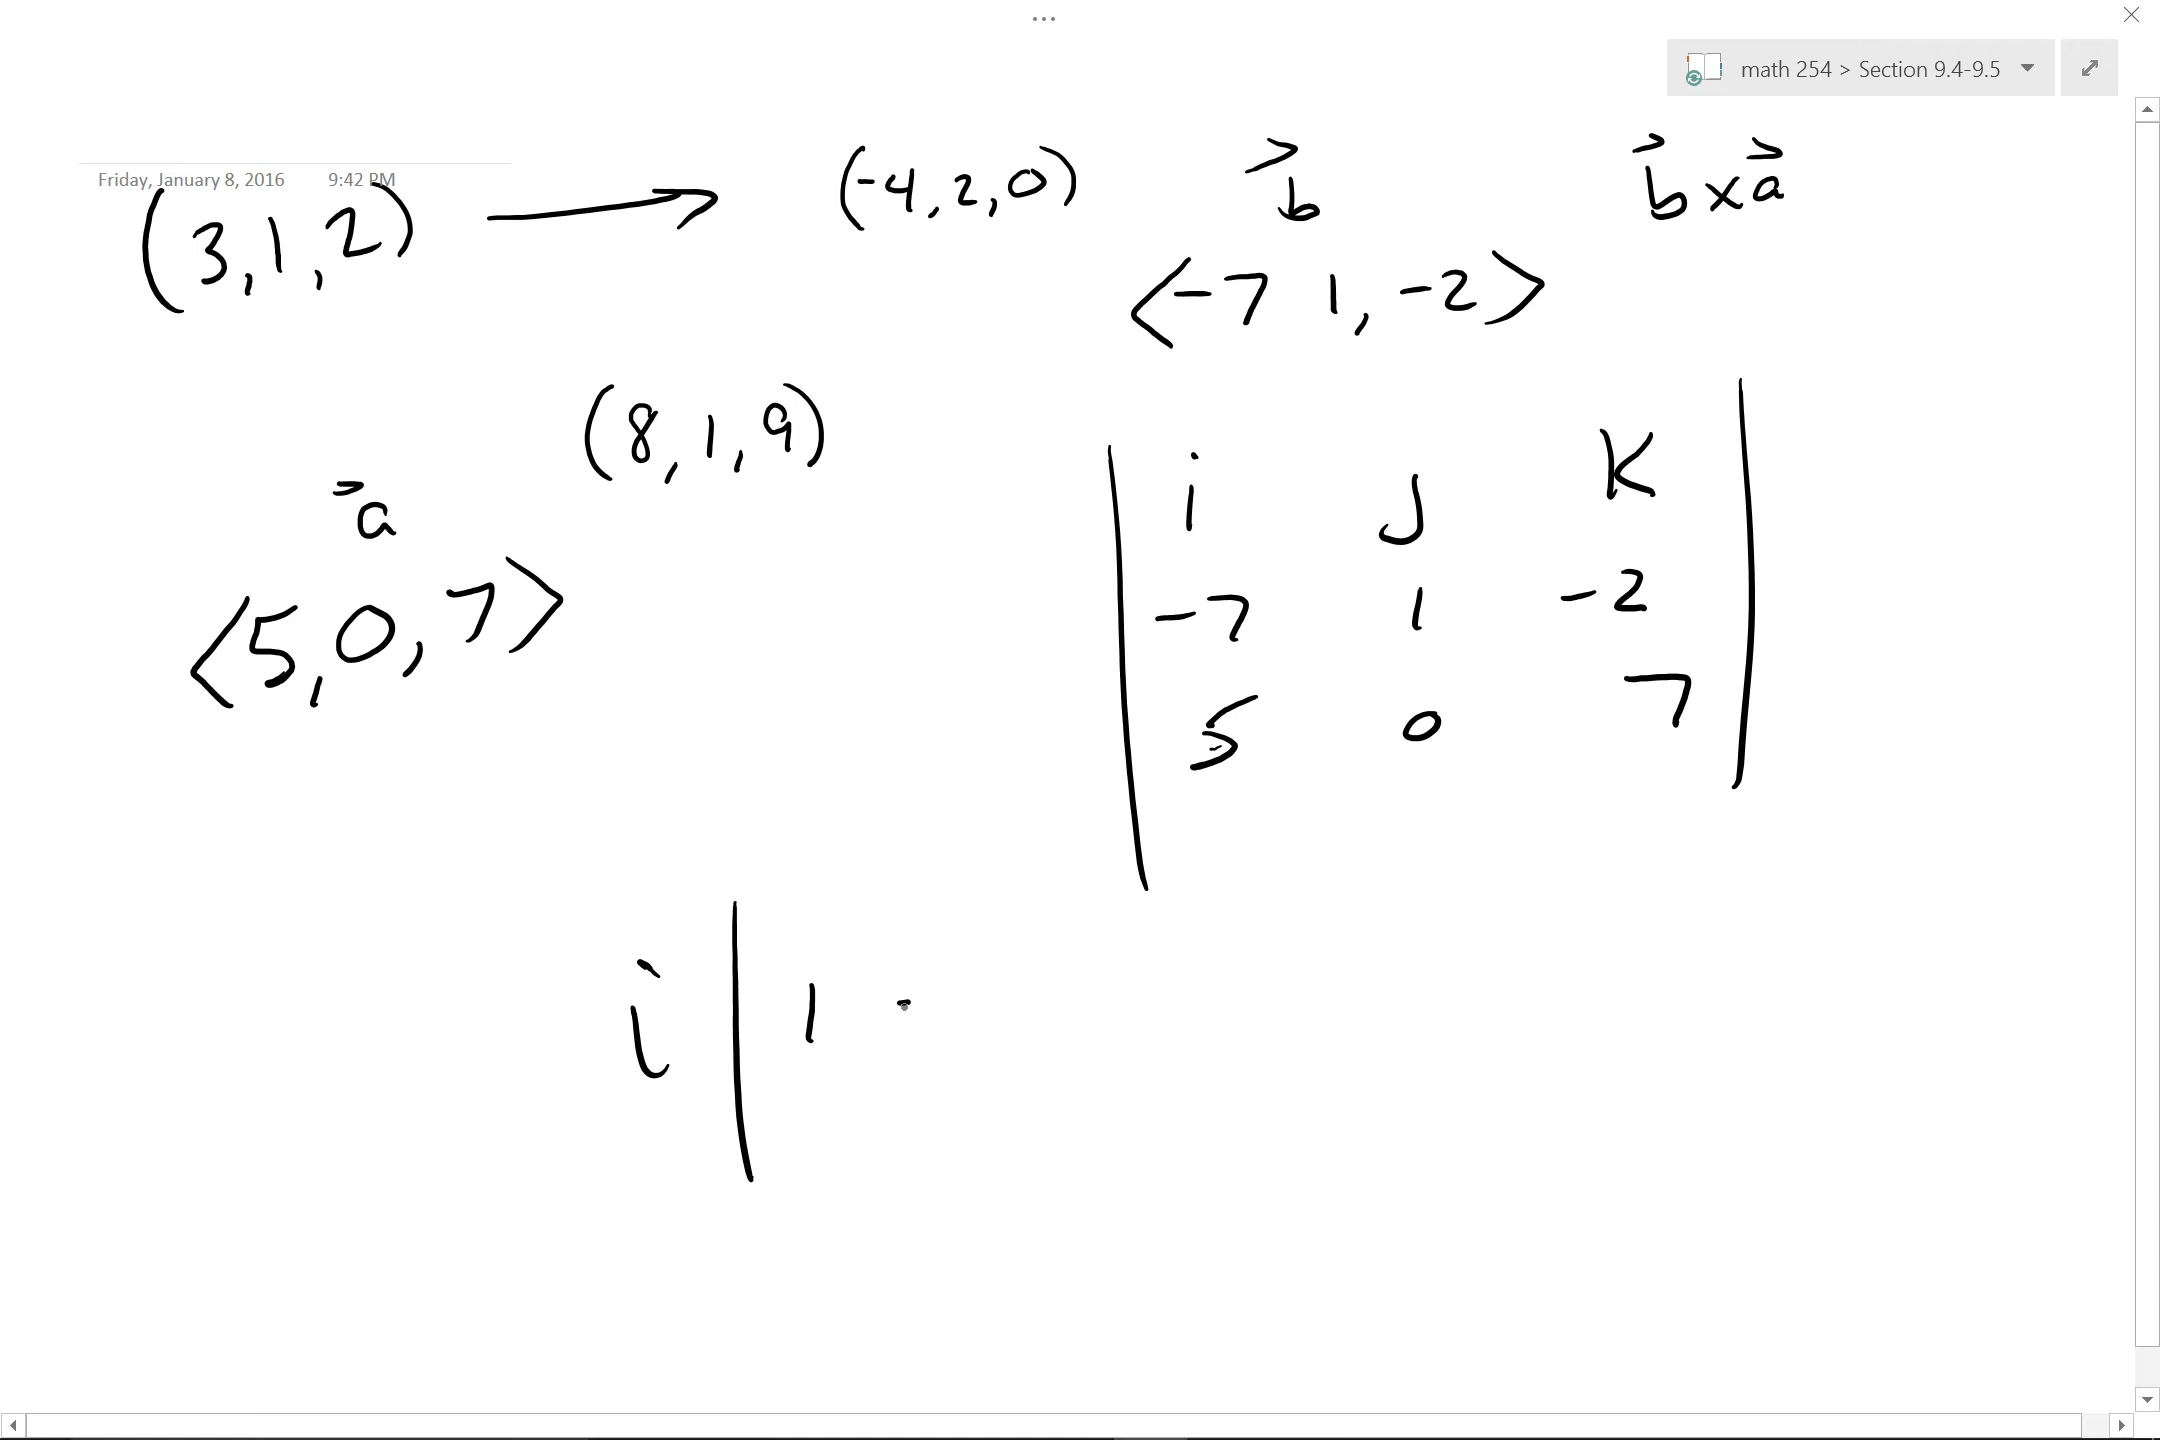 ...
math 254 > Section 9.4-9.5
Friday, January 8, 2016 9:42 PM
(3,1,2) → (-4,2,0) b⃗ b⃗ x a⃗
<-7 1, -2>
(8,1,9)
a⃗
<5,0,7>
| i j K |
| -7 1 -2 |
| 5 0 7 |
i | 1 -